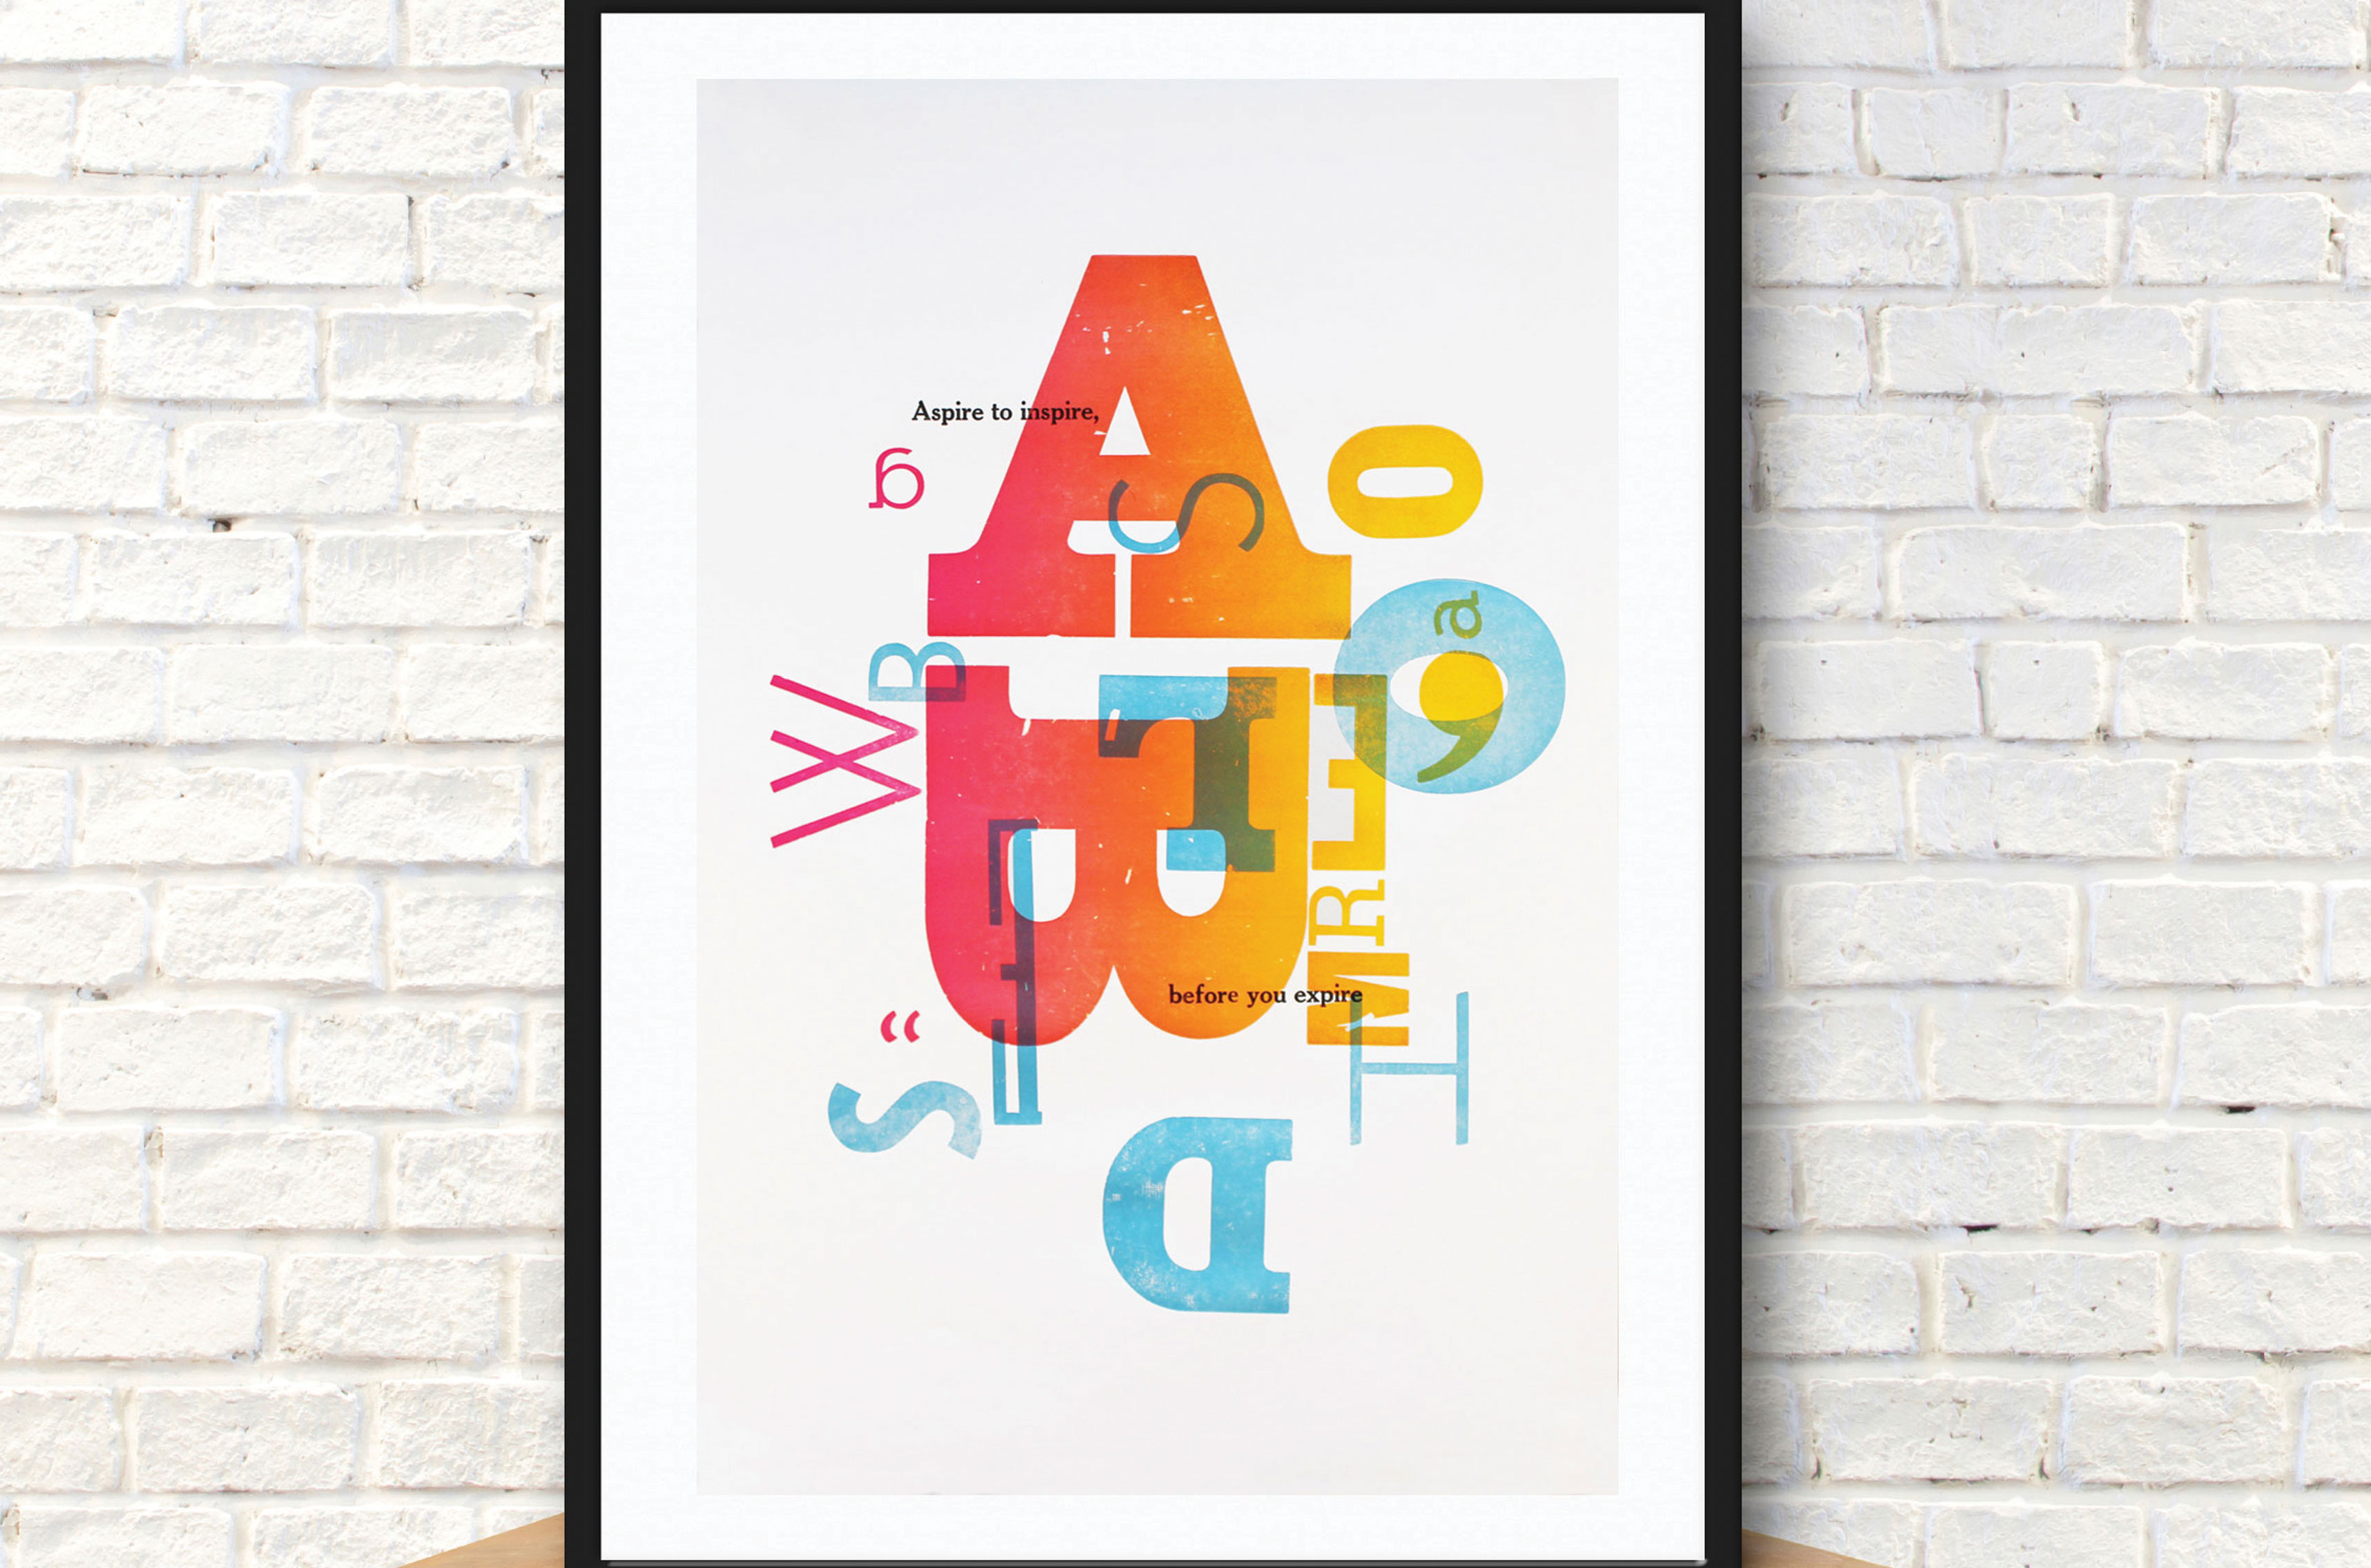 A
Aspire to inspire,
a
S
O
a
B
W
B
F
E
,
O
R
M
before you expire
E
“
H
S
D